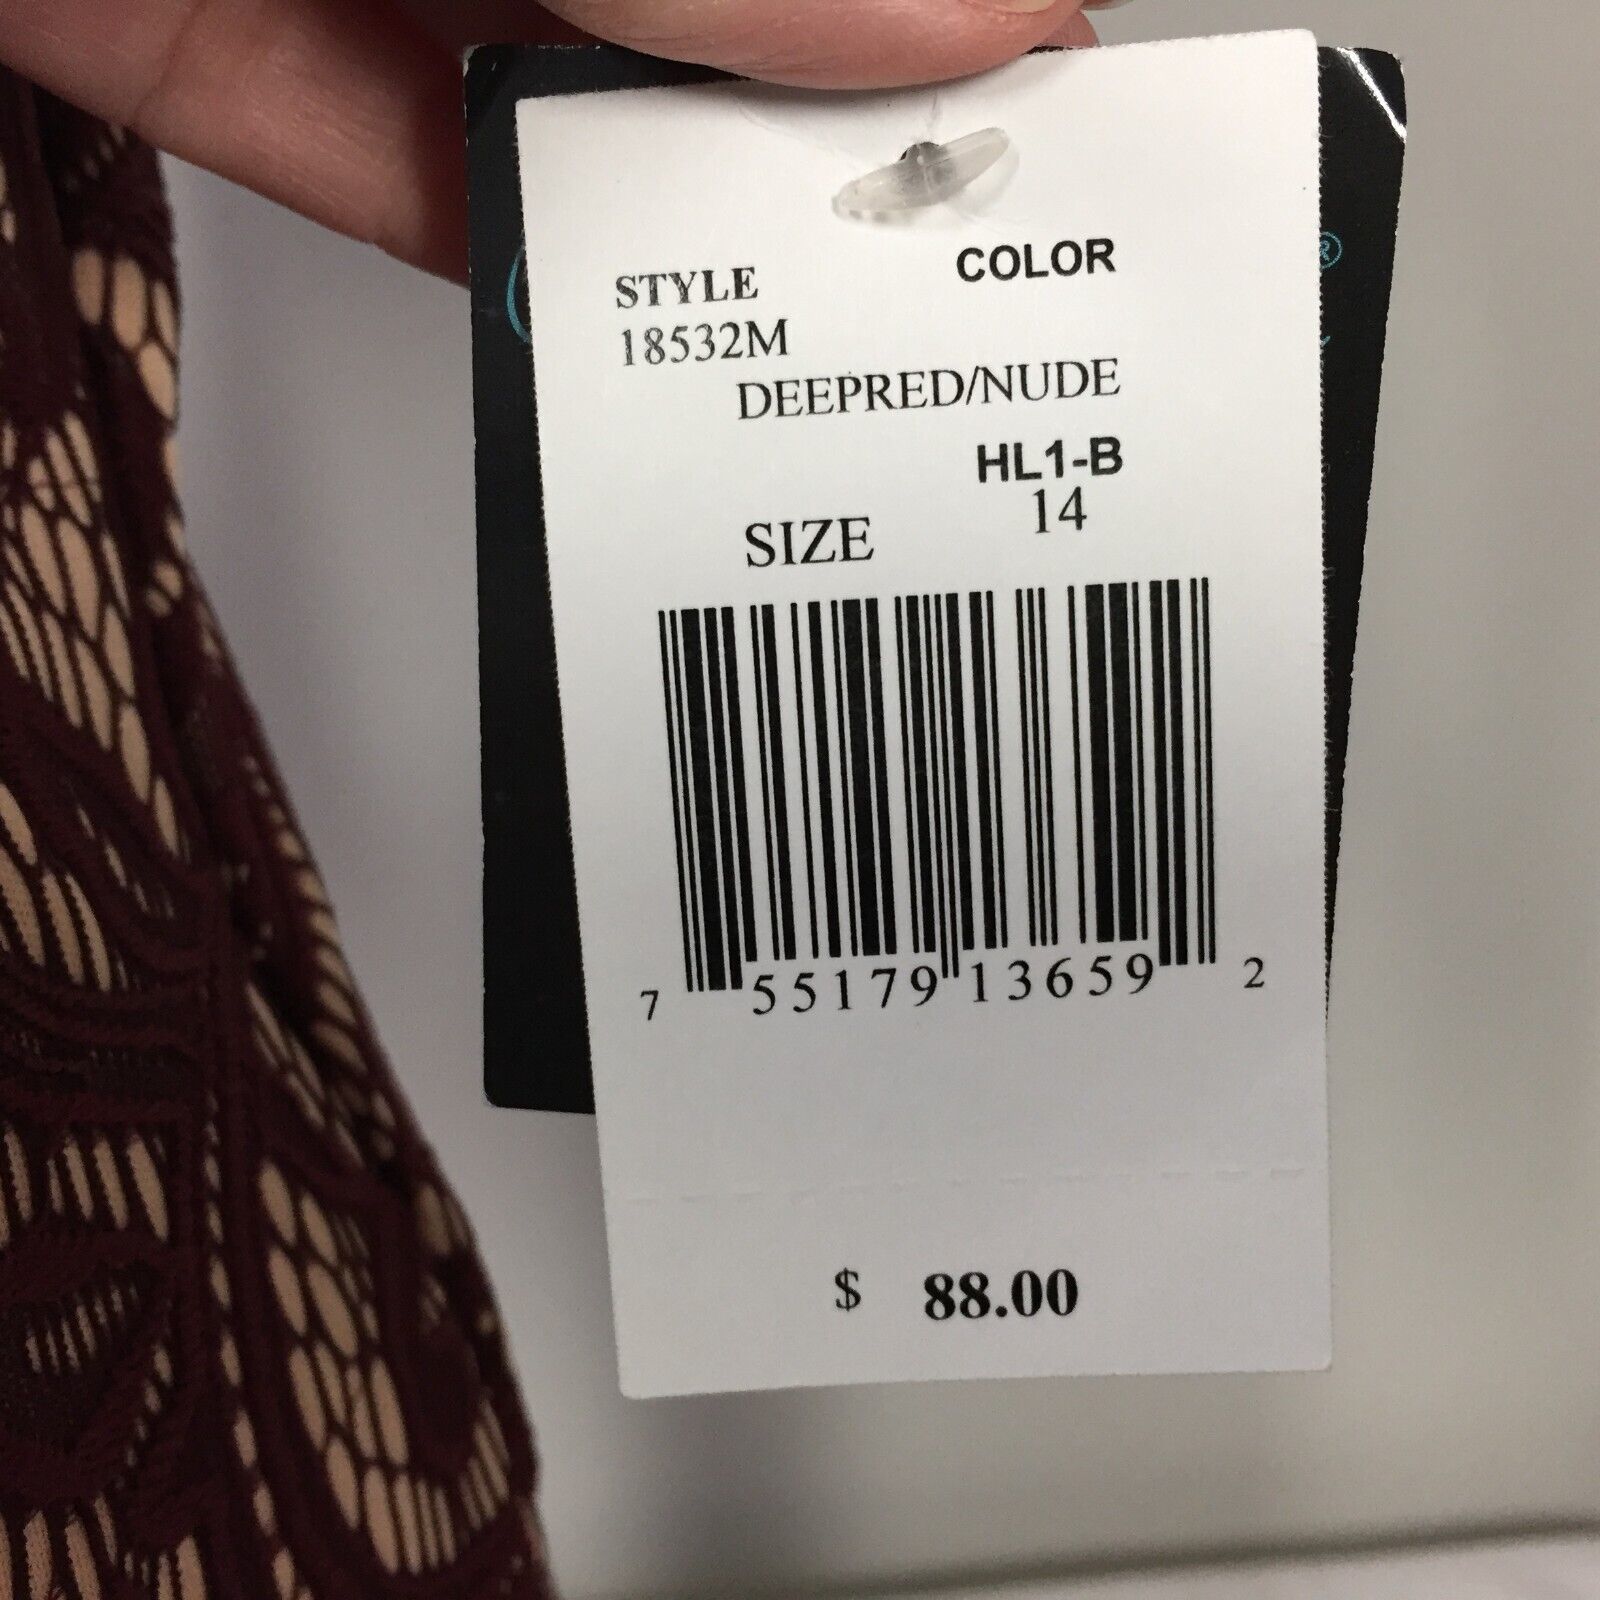 STYLE
COLOR
18532M
DEEPRED/NUDE
HL1-B
SIZE
14
7 55179 13659 2
$ 88.00
®